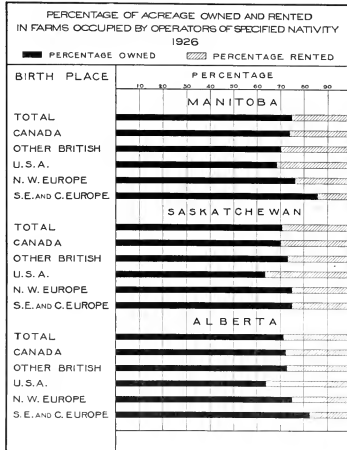 PERCENTAGE OF ACREAGE OWNED AND RENTED
IN FARMS OCCUPIED BY OPERATORS OF SPECIFIED NATIVITY
1926
PERCENTAGE OWNED PERCENTAGE RENTED
BIRTH PLACE PERCENTAGE
10 20 30 40 50 60 70 80 90
MANITOBA
TOTAL
CANADA
OTHER BRITISH
U.S.A.
N.W. EUROPE
S.E. AND C. EUROPE
SASKATCHEWAN
TOTAL
CANADA
OTHER BRITISH
U.S.A.
N.W. EUROPE
S.E. AND C. EUROPE
ALBERTA
TOTAL
CANADA
OTHER BRITISH
U.S.A.
N.W. EUROPE
S.E. AND C. EUROPE